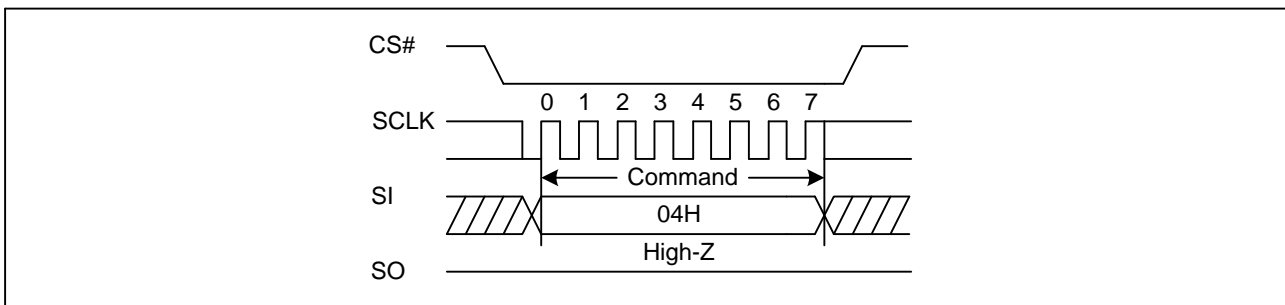 CS#
0 1 2 3 4 5 6 7
SCLK
Command
SI
04H
High-Z
SO